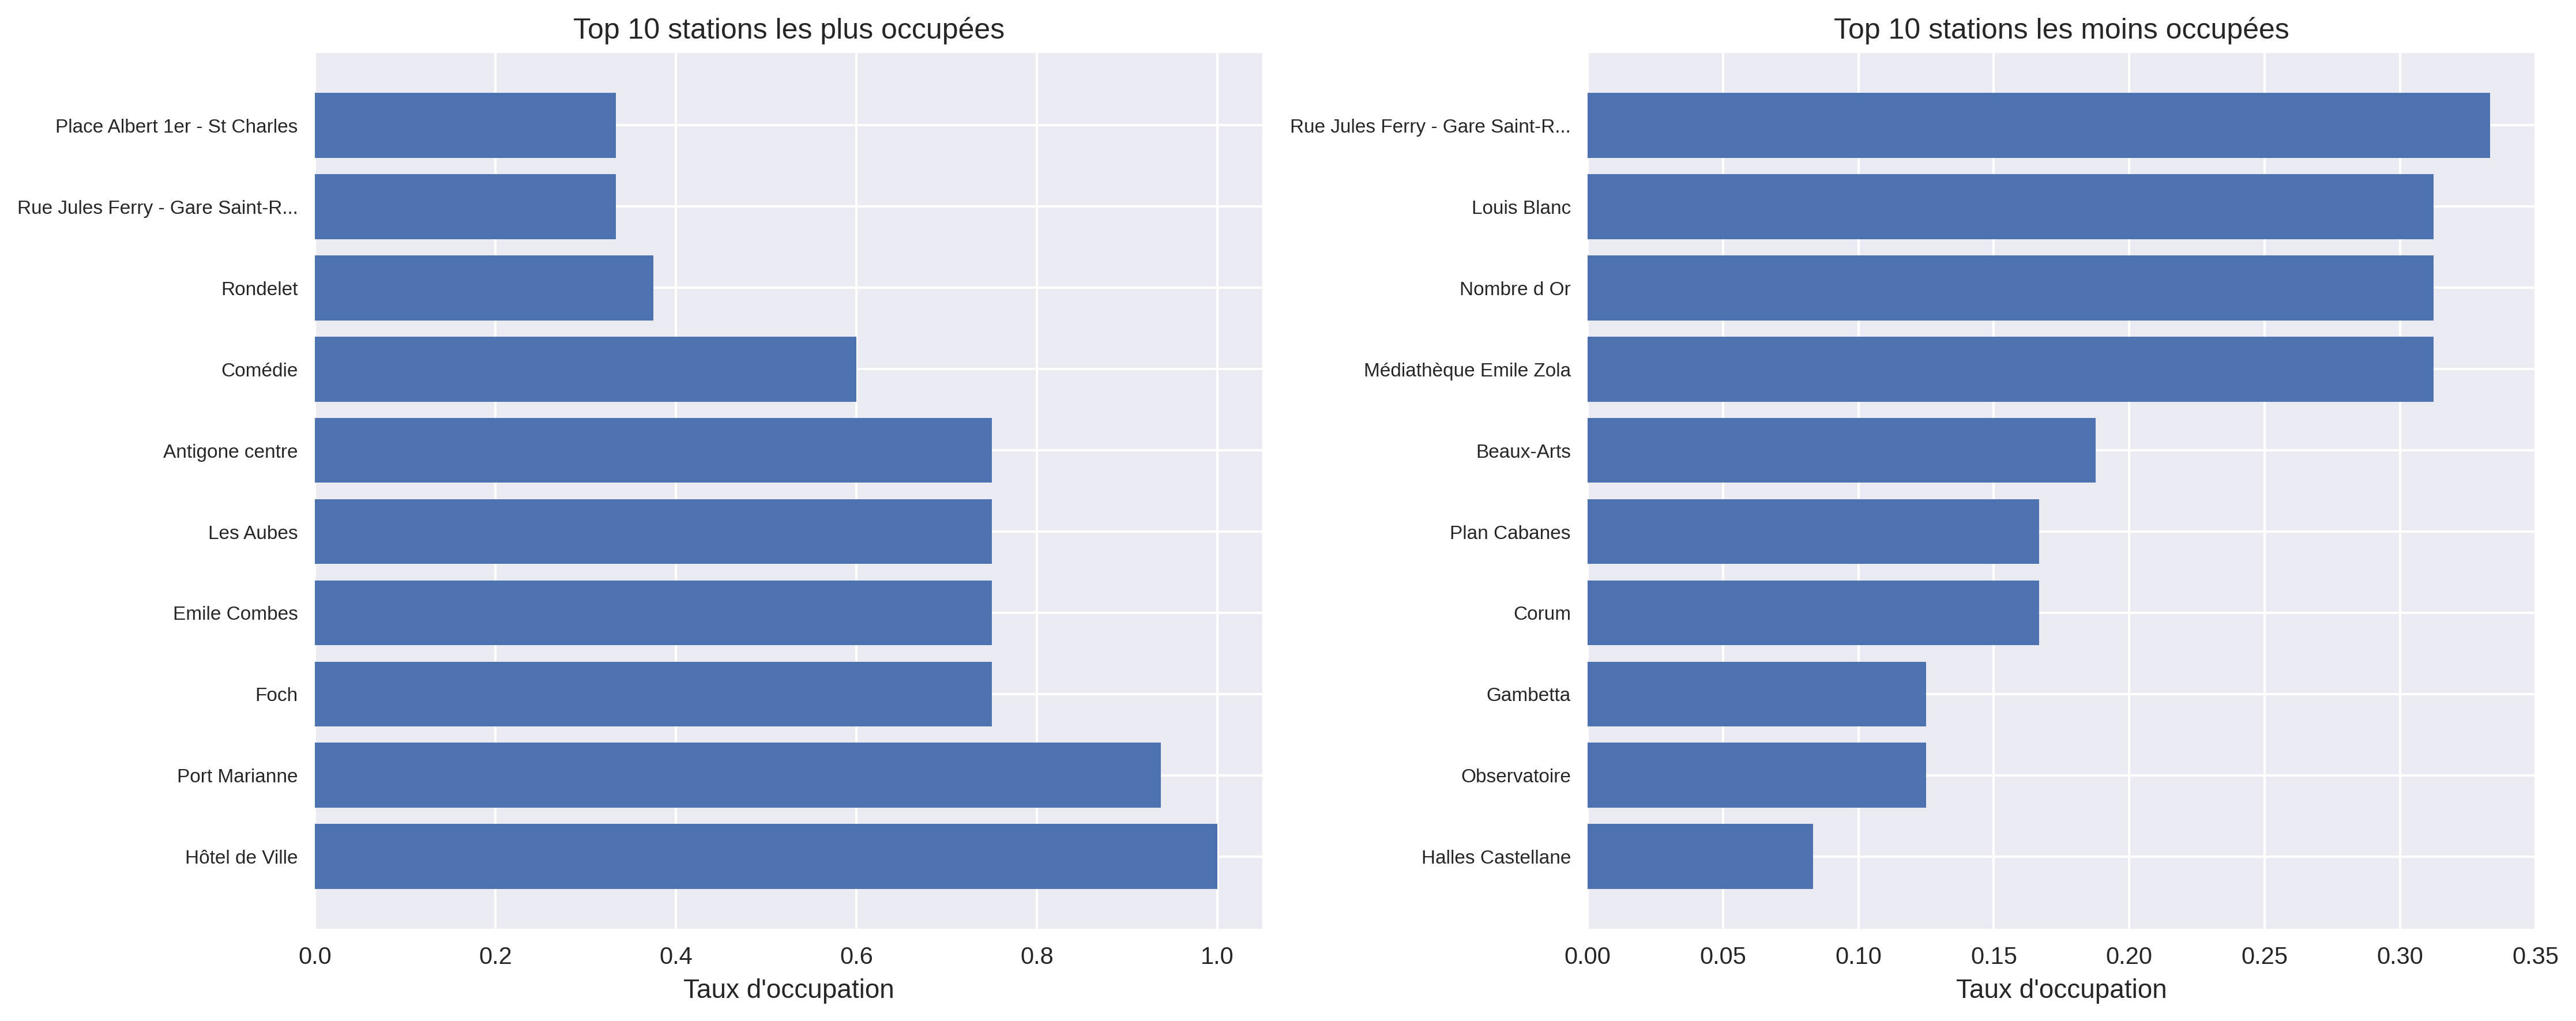 Top 10 stations les plus occupées
Place Albert 1er - St Charles
Rue Jules Ferry - Gare Saint-R...
Rondelet
Comédie
Antigone centre
Les Aubes
Emile Combes
Foch
Port Marianne
Hôtel de Ville
0.0 0.2 0.4 0.6 0.8 1.0
Taux d'occupation
Top 10 stations les moins occupées
Rue Jules Ferry - Gare Saint-R...
Louis Blanc
Nombre d Or
Médiathèque Emile Zola
Beaux-Arts
Plan Cabanes
Corum
Gambetta
Observatoire
Halles Castellane
0.00 0.05 0.10 0.15 0.20 0.25 0.30 0.35
Taux d'occupation